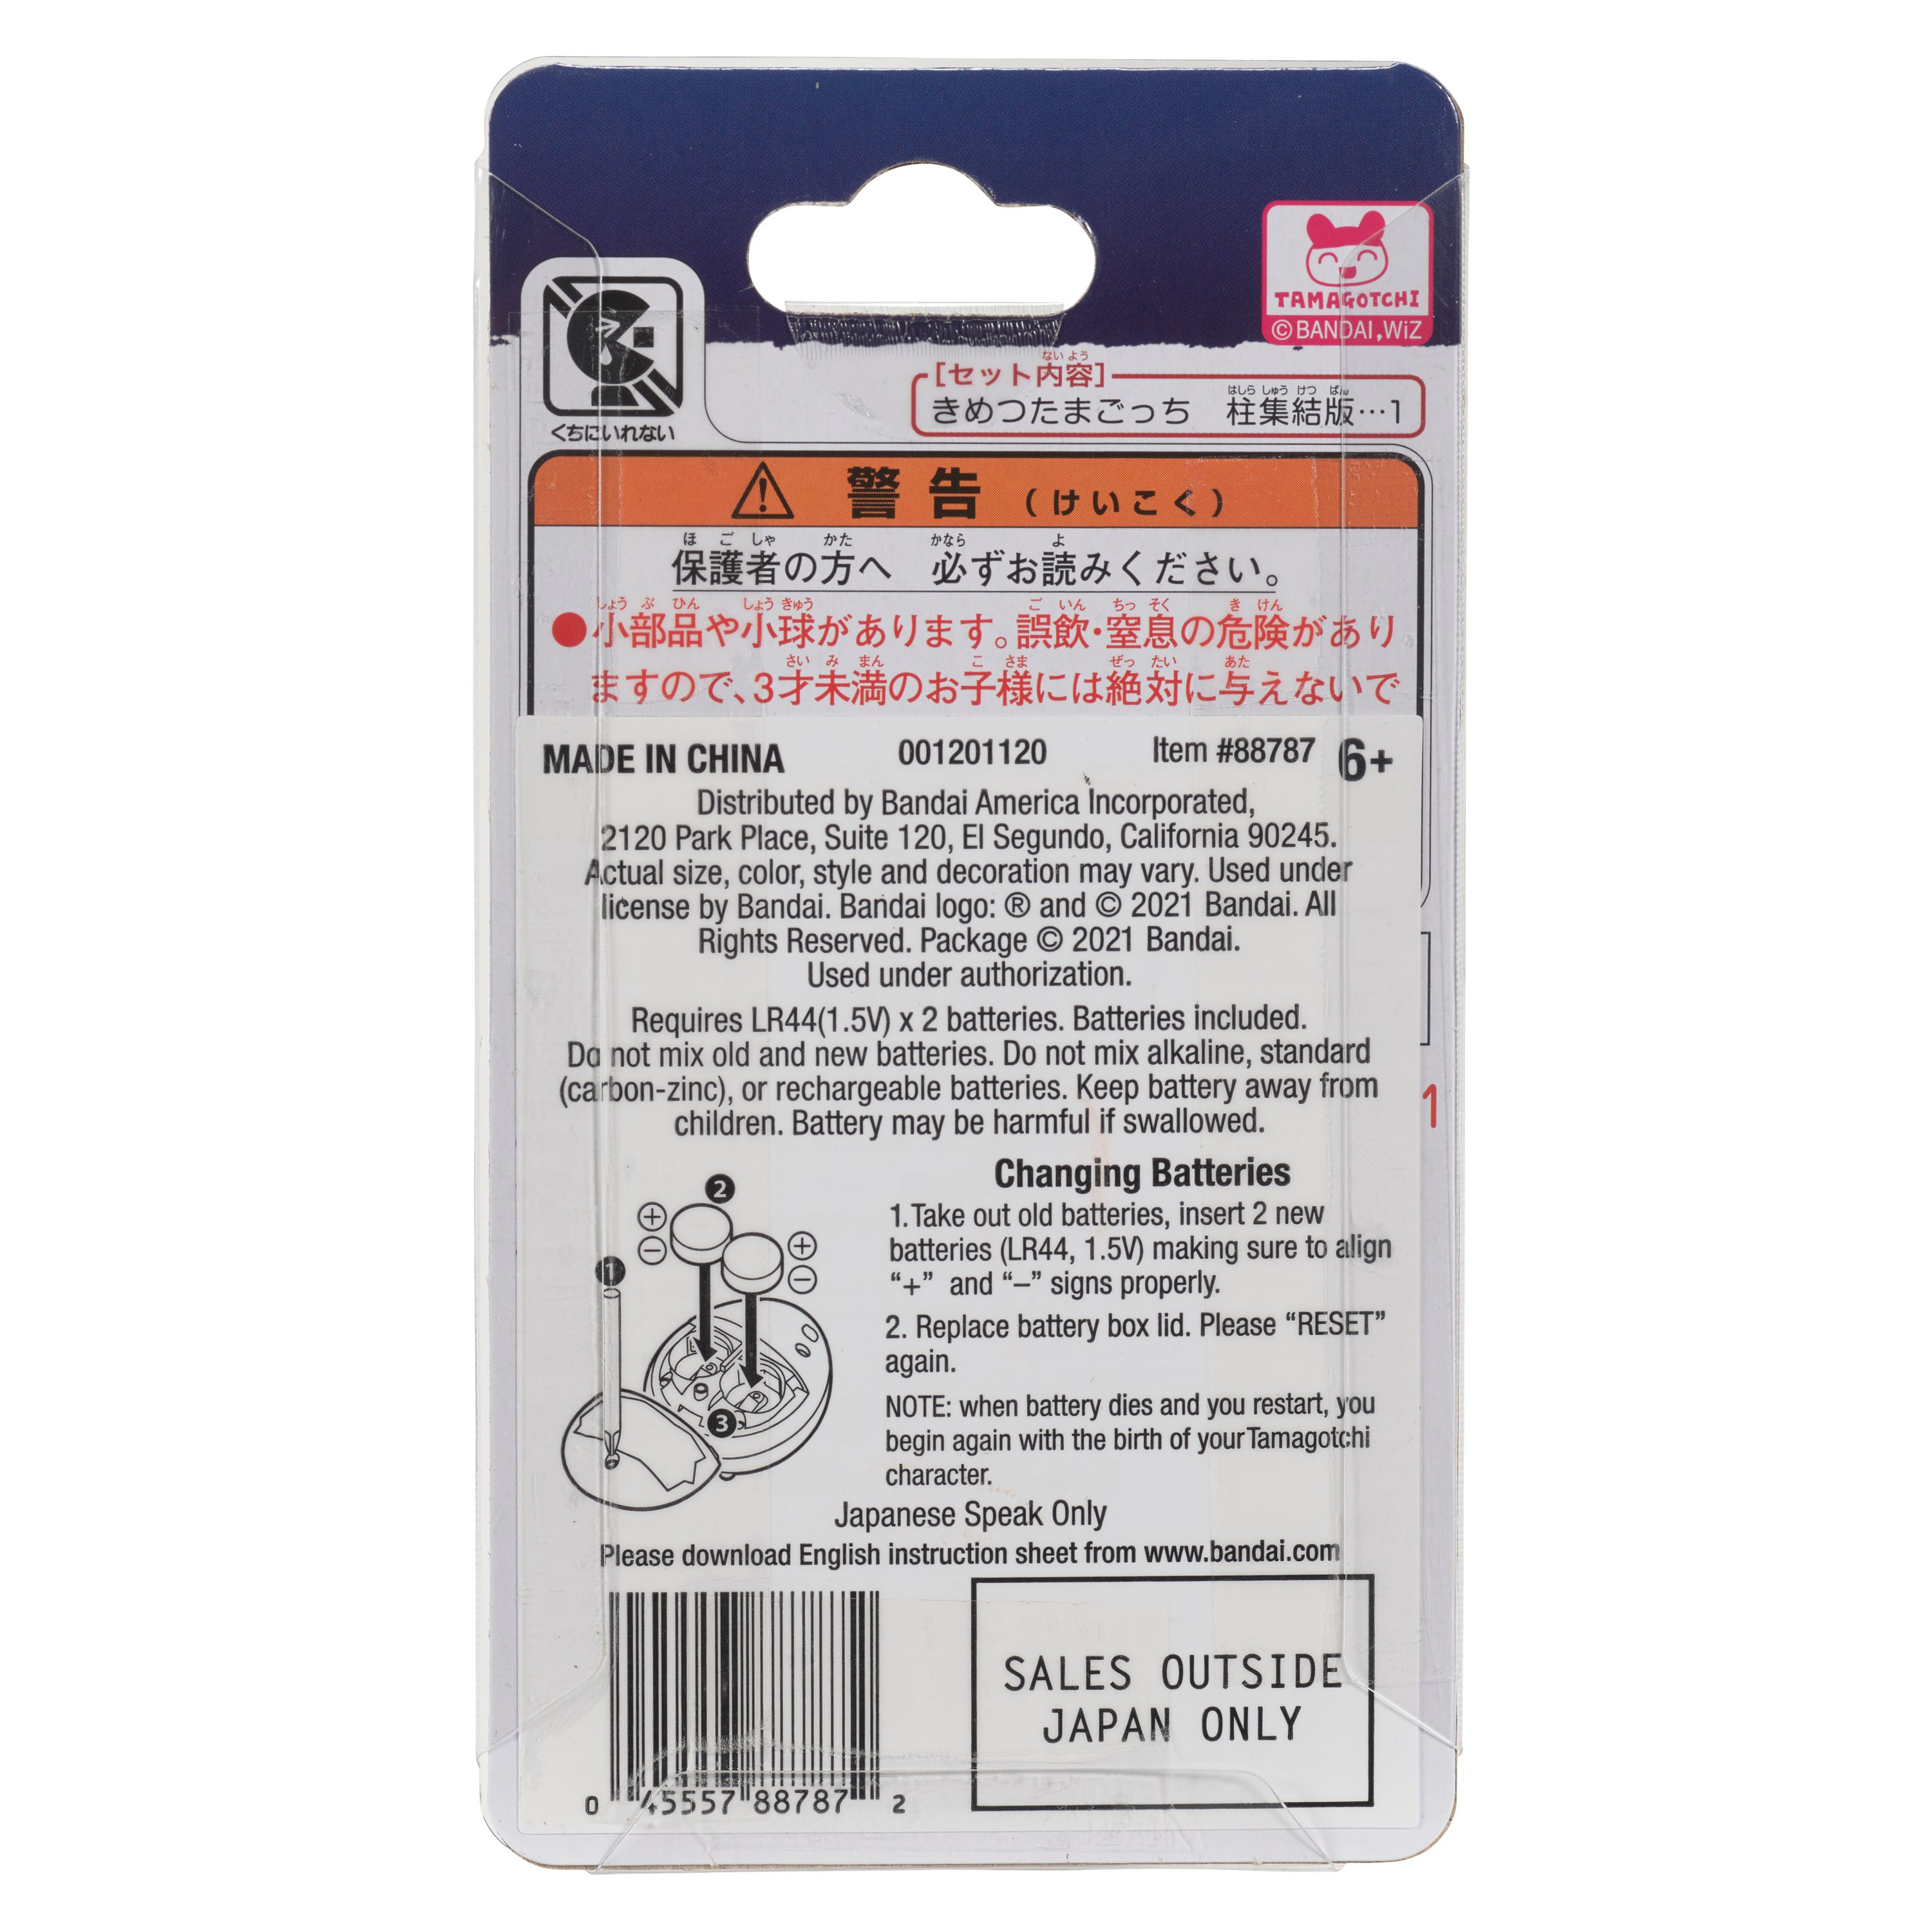 TAMAGOTCHI
©BANDAI,WiZ
くちにいれない
ないよう
[セット内容]
はしら しゅう けつ ばん
きめつたまごっち 柱集結版…1
警告（けいこく）
ほ ご しゃ かた かなら よ
保護者の方へ 必ずお読みください。
しょう ぶ ひん しょう きゅう ご いん ちっ そく き けん
●小部品や小球があります。誤飲・窒息の危険があり
さい み まん こ さま ぜっ たい あた
ますので、3才未満のお子様には絶対に与えないで
MADE IN CHINA 001201120 Item #88787 6+
Distributed by Bandai America Incorporated,
2120 Park Place, Suite 120, El Segundo, California 90245.
Actual size, color, style and decoration may vary. Used under
license by Bandai. Bandai logo: ® and © 2021 Bandai. All
Rights Reserved. Package © 2021 Bandai.
Used under authorization.
Requires LR44(1.5V) x 2 batteries. Batteries included.
Do not mix old and new batteries. Do not mix alkaline, standard
(carbon-zinc), or rechargeable batteries. Keep battery away from
children. Battery may be harmful if swallowed.
1
Changing Batteries
1.Take out old batteries, insert 2 new
batteries (LR44, 1.5V) making sure to align
“+” and “–” signs properly.
2. Replace battery box lid. Please “RESET”
again.
NOTE: when battery dies and you restart, you
begin again with the birth of your Tamagotchi
character.
2
+ +
− −
1
3
Japanese Speak Only
Please download English instruction sheet from www.bandai.com
SALES OUTSIDE
JAPAN ONLY
0 45557 88787 2